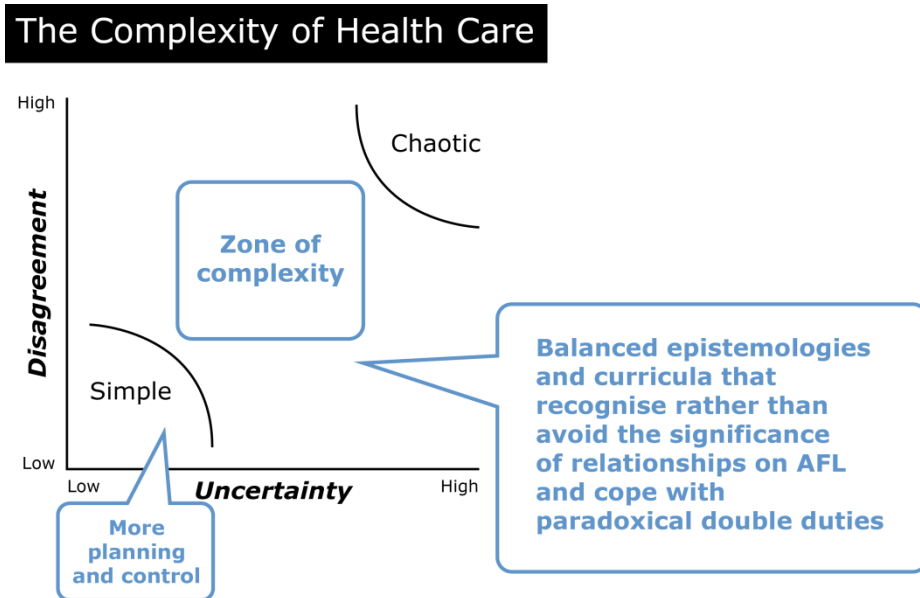 The Complexity of Health Care
High
Chaotic
Disagreement
Zone of
complexity
Simple
Balanced epistemologies
and curricula that
recognise rather than
avoid the significance
of relationships on AFL
and cope with
paradoxical double duties
Low
Low
Uncertainty
High
More
planning
and control